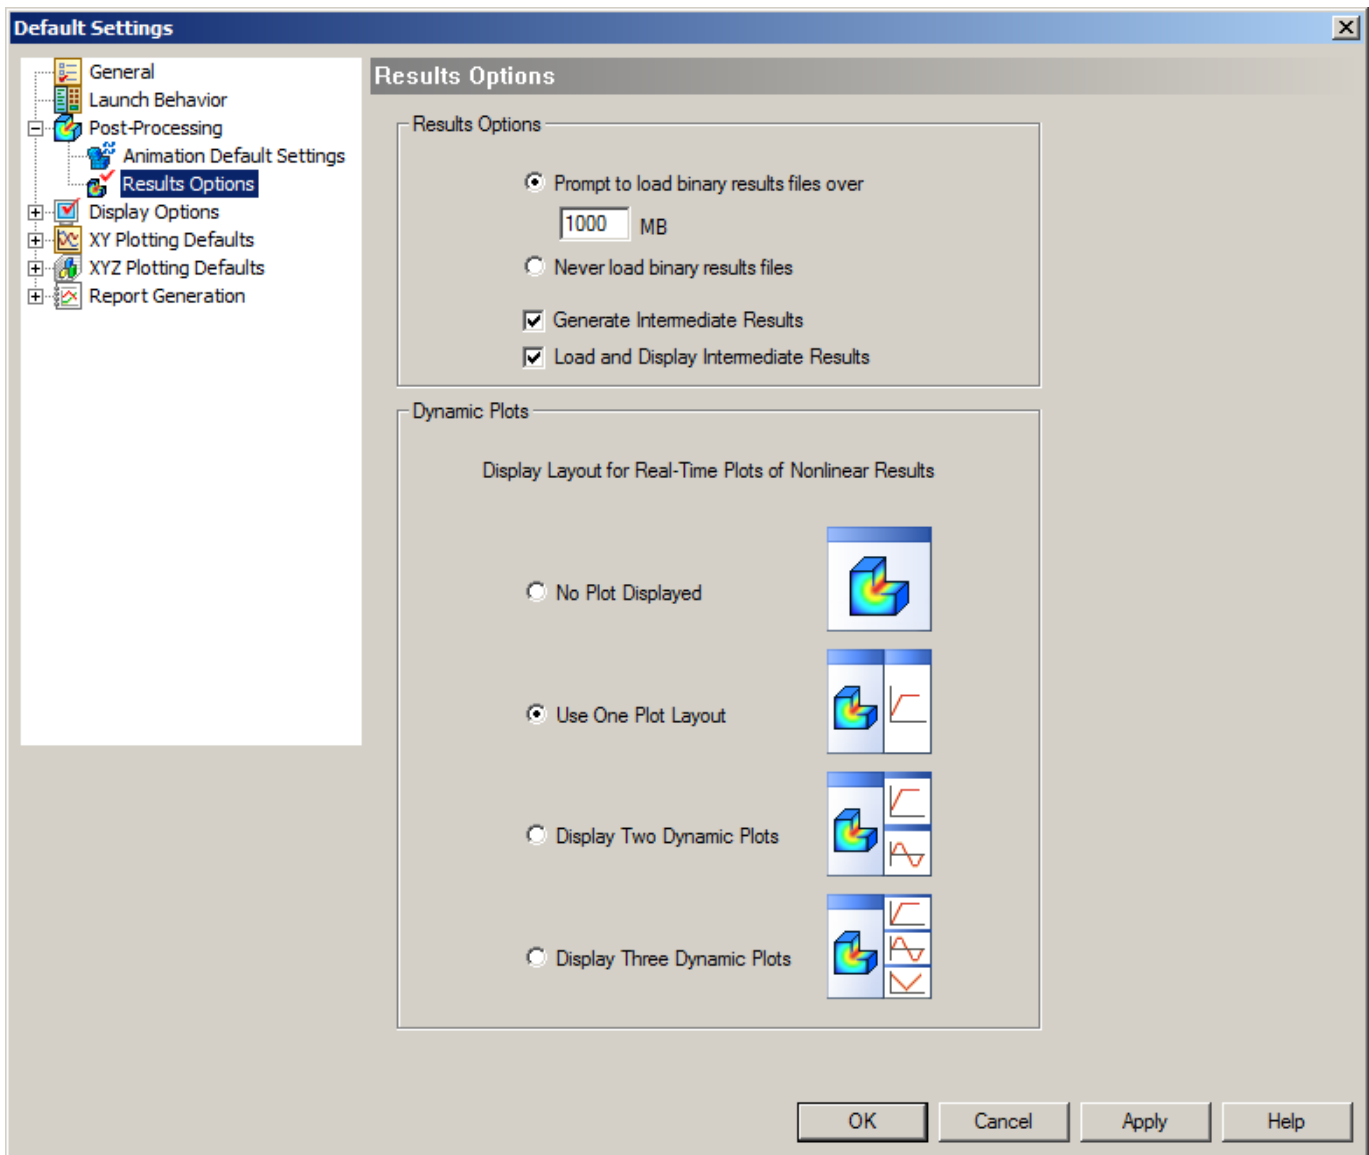 Default Settings
General
Launch Behavior
Post-Processing
Animation Default Settings
Results Options
Display Options
XY Plotting Defaults
XYZ Plotting Defaults
Report Generation
Results Options
Results Options
Prompt to load binary results files over
1000 MB
Never load binary results files
Generate Intermediate Results
Load and Display Intermediate Results
Dynamic Plots
Display Layout for Real-Time Plots of Nonlinear Results
No Plot Displayed
Use One Plot Layout
Display Two Dynamic Plots
Display Three Dynamic Plots
OK Cancel Apply Help